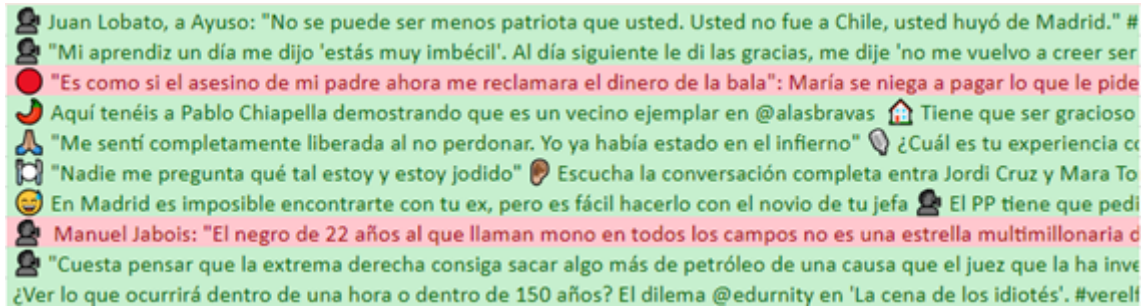 🗣 Juan Lobato, a Ayuso: "No se puede ser menos patriota que usted. Usted no fue a Chile, usted huyó de Madrid." #
🗣 "Mi aprendiz un día me dijo 'estás muy imbécil'. Al día siguiente le di las gracias, me dije 'no me vuelvo a creer ser
🔴 "Es como si el asesino de mi padre ahora me reclamara el dinero de la bala": María se niega a pagar lo que le pide
🌶 Aquí tenéis a Pablo Chiapella demostrando que es un vecino ejemplar en @alasbravas 🏠 Tiene que ser gracioso
🙏🏽 "Me sentí completamente liberada al no perdonar. Yo ya había estado en el infierno" 🎙 ¿Cuál es tu experiencia co
🍽 "Nadie me pregunta qué tal estoy y estoy jodido" 👂🏽 Escucha la conversación completa entra Jordi Cruz y Mara To
😅 En Madrid es imposible encontrarte con tu ex, pero es fácil hacerlo con el novio de tu jefa 🗣 El PP tiene que pedi
🗣 Manuel Jabois: "El negro de 22 años al que llaman mono en todos los campos no es una estrella multimillonaria d
🗣 "Cuesta pensar que la extrema derecha consiga sacar algo más de petróleo de una causa que el juez que la ha inve
¿Ver lo que ocurrirá dentro de una hora o dentro de 150 años? El dilema @edurnity en 'La cena de los idiotés'. #verel